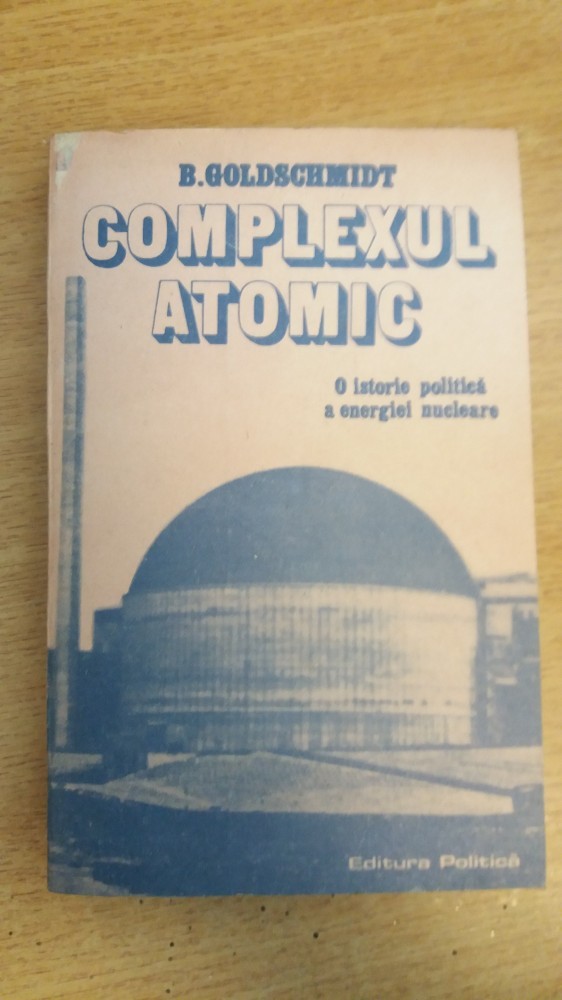 B. GOLDSCHMIDT
COMPLEXUL
ATOMIC
O istorie politică
a energiei nucleare
Editura Politică